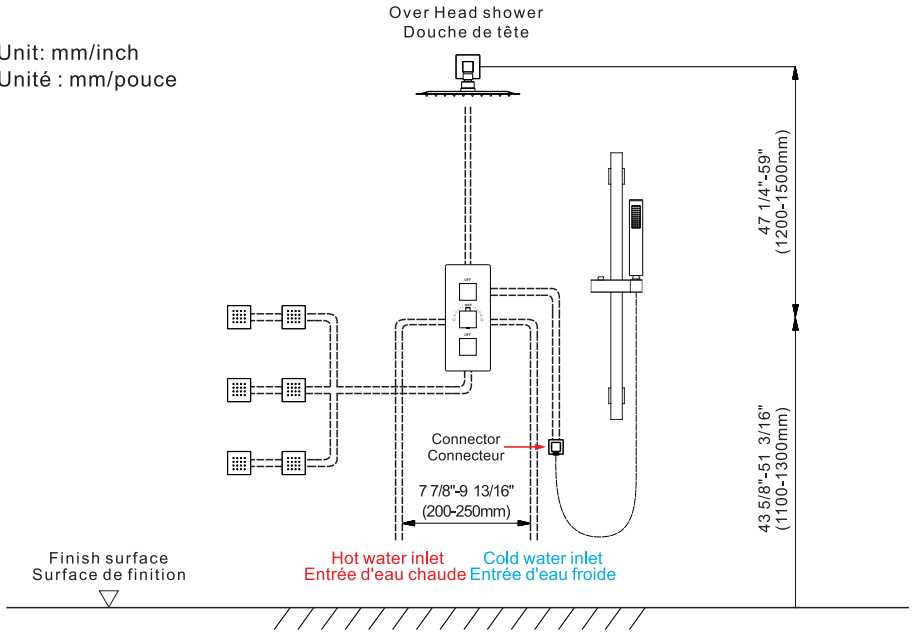 Over Head shower
Douche de tête
Unit: mm/inch
Unité : mm/pouce
47 1/4"-59"
(1200-1500mm)
OFF
OFF
43 5/8"-51 3/16"
(1100-1300mm)
Connector
Connecteur
7 7/8"-9 13/16"
(200-250mm)
Hot water inlet
Entrée d'eau chaude
Cold water inlet
Entrée d'eau froide
Finish surface
Surface de finition